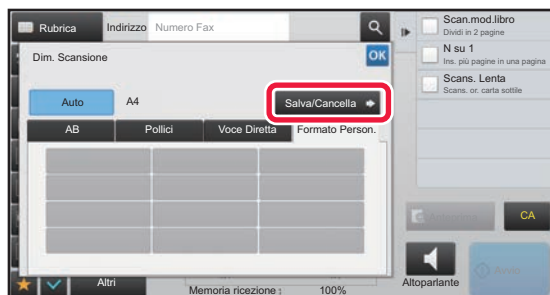 Rubrica
Indirizzo
Numero Fax
Scan.mod.libro
Dividi in 2 pagine
N su 1
Ins. più pagine in una pagina
Scans. Lenta
Scans. or. carta sottile
Dim. Scansione
OK
Auto
A4
Salva/Cancella
AB
Pollici
Voce Diretta
Formato Person.
CA
Altri
Memoria ricezione :
100%
Altoparlante
Avvio